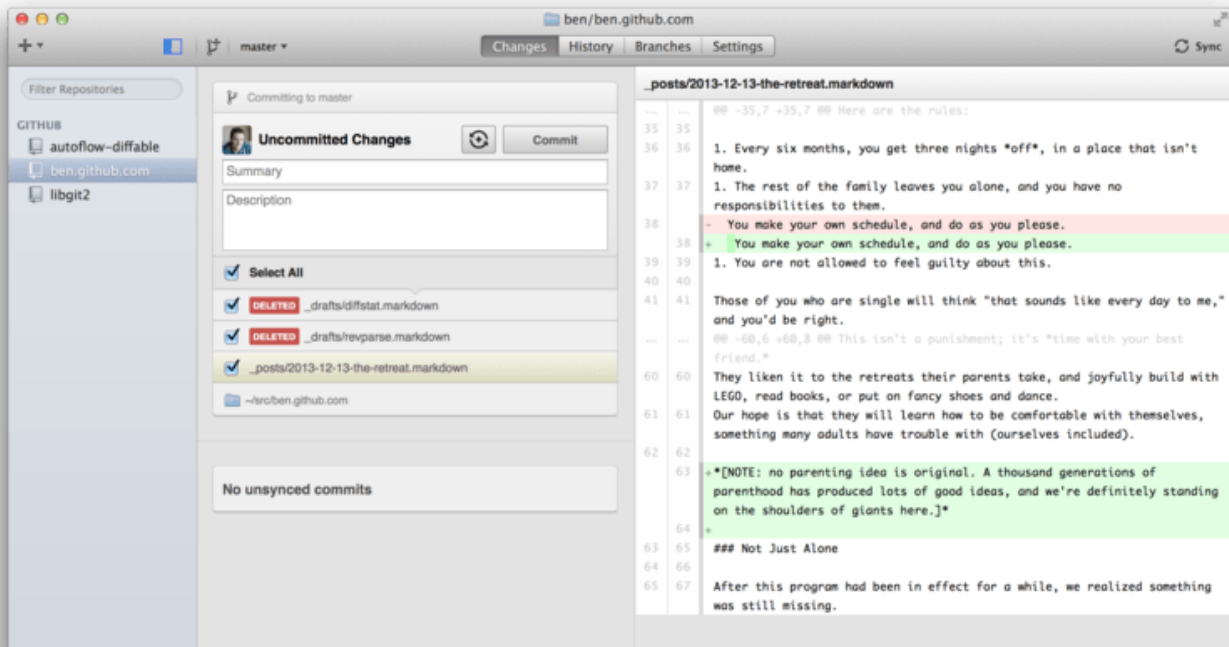 ben/ben.github.com
master
Changes
History
Branches
Settings
Sync
Filter Repositories
GITHUB
autoflow-diffable
ben.github.com
libgit2
Committing to master
Uncommitted Changes
Commit
Summary
Description
Select All
DELETED _drafts/diffstat.markdown
DELETED _drafts/revparse.markdown
_posts/2013-12-13-the-retreat.markdown
~/src/ben.github.com
No unsynced commits
_posts/2013-12-13-the-retreat.markdown
... ... @@ -35,7 +35,7 @@ Here are the rules:
35 35
36 36 1. Every six months, you get three nights *off*, in a place that isn't
home.
37 37 1. The rest of the family leaves you alone, and you have no
responsibilities to them.
38 - You make your own schedule, and do as you please.
38 + You make your own schedule, and do as you please.
39 39 1. You are not allowed to feel guilty about this.
40 40
41 41 Those of you who are single will think "that sounds like every day to me,"
and you'd be right.
... ... @@ -60,6 +60,8 @@ This isn't a punishment; it's *time with your best
friend.*
60 60 They liken it to the retreats their parents take, and joyfully build with
LEGO, read books, or put on fancy shoes and dance.
61 61 Our hope is that they will learn how to be comfortable with themselves,
something many adults have trouble with (ourselves included).
62 62
63 +*[NOTE: no parenting idea is original. A thousand generations of
parenthood has produced lots of good ideas, and we're definitely standing
on the shoulders of giants here.]*
64 +
63 65 ### Not Just Alone
64 66
65 67 After this program had been in effect for a while, we realized something
was still missing.